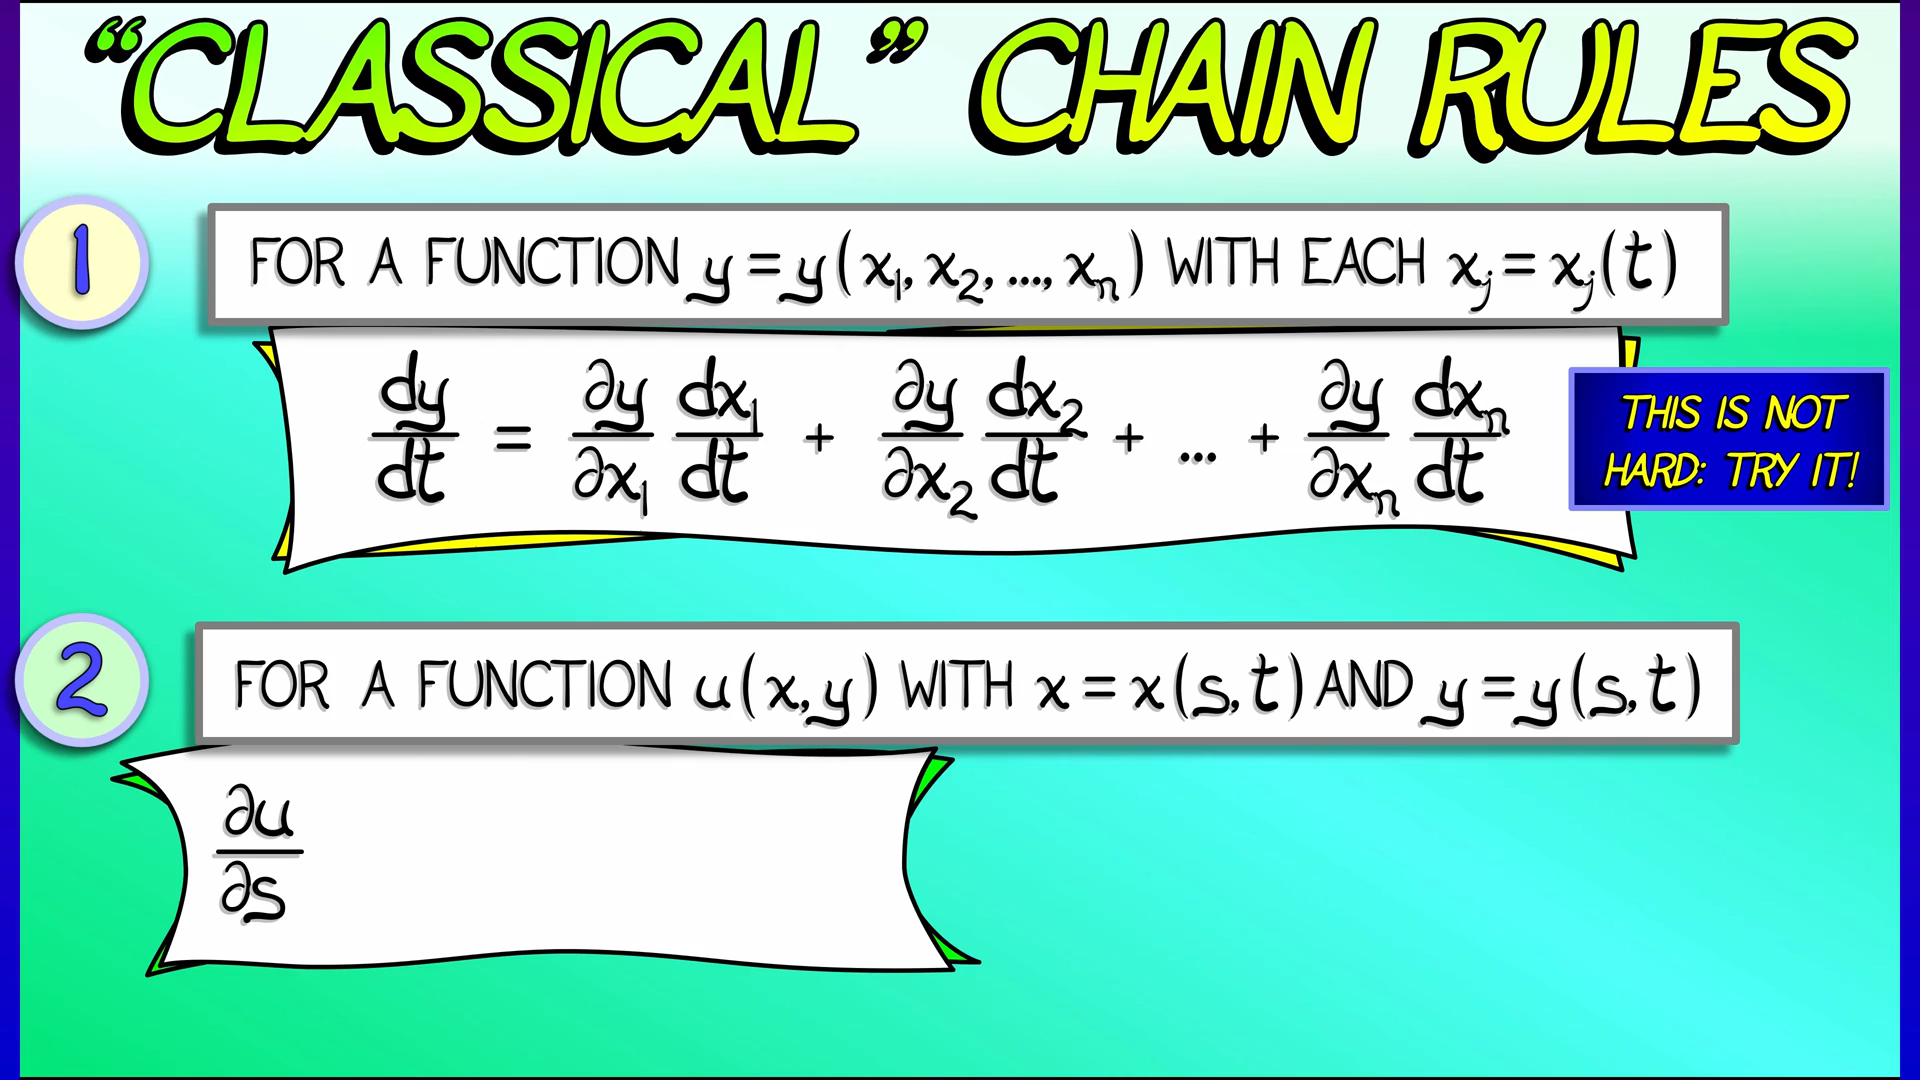 “CLASSICAL” CHAIN RULES
1
FOR A FUNCTION y = y(x₁, x₂, ..., xₙ) WITH EACH xⱼ = xⱼ(t)
dy/dt = ∂y/∂x₁ dx₁/dt + ∂y/∂x₂ dx₂/dt + ... + ∂y/∂xₙ dxₙ/dt
THIS IS NOT
HARD: TRY IT!
2
FOR A FUNCTION u(x,y) WITH x = x(s,t) AND y = y(s,t)
∂u/∂s